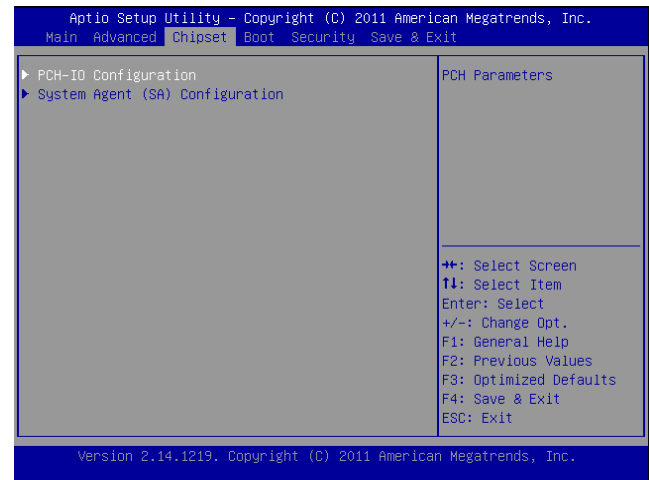 Aptio Setup Utility – Copyright (C) 2011 American Megatrends, Inc.
Main Advanced Chipset Boot Security Save & Exit
▶ PCH-IO Configuration
▶ System Agent (SA) Configuration
PCH Parameters
→←: Select Screen
↑↓: Select Item
Enter: Select
+/-: Change Opt.
F1: General Help
F2: Previous Values
F3: Optimized Defaults
F4: Save & Exit
ESC: Exit
Version 2.14.1219. Copyright (C) 2011 American Megatrends, Inc.